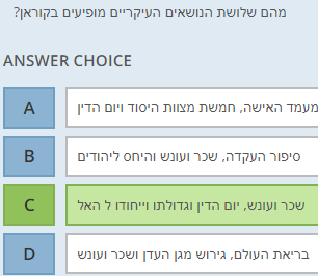 מהם שלושת הנושאים העיקריים מופיעים בקוראן?
ANSWER CHOICE
A
מעמד האישה, חמשת מצוות היסוד ויום הדין
B
סיפור העקדה, שכר ועונש והיחס ליהודים
C
שכר ועונש, יום הדין וגדולתו וייחודו ל האל
D
בריאת העולם, גירוש מגן העדן ושכר ועונש